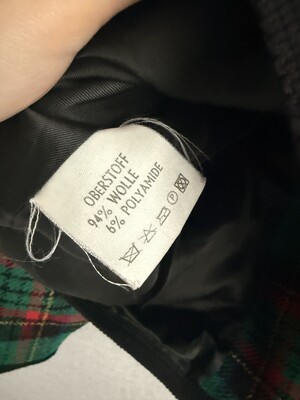 OBERSTOFF
94% WOLLE
6% POLYAMIDE
P